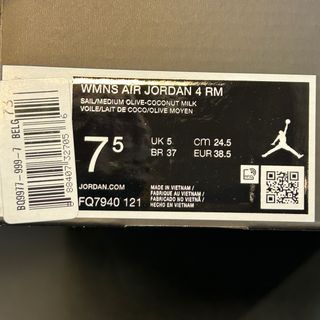 WMNS AIR JORDAN 4 RM
SAIL/MEDIUM OLIVE-COCONUT MILK
VOILE/LAIT DE COCO/OLIVE MOYEN
7 5
UK 5
CM 24.5
BR 37
EUR 38.5
JORDAN.COM
FQ7940 121
MADE IN VIETNAM /
FABRIQUÉ AU VIETNAM /
FABRICADO NO VIETNÃ /
HECHO EN VIETNAM
BQ9977-999-7 BELG